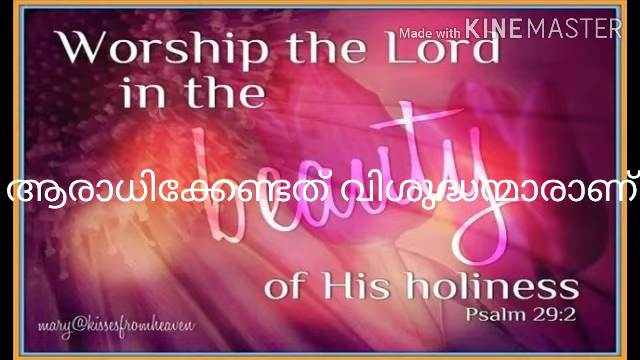 Made with KINEMASTER
Worship the Lord
in the
beauty
ആരാധിക്കേണ്ടത് വിശുദ്ധന്മാരാണ്
of His holiness
Psalm 29:2
mary@kissesfromheaven